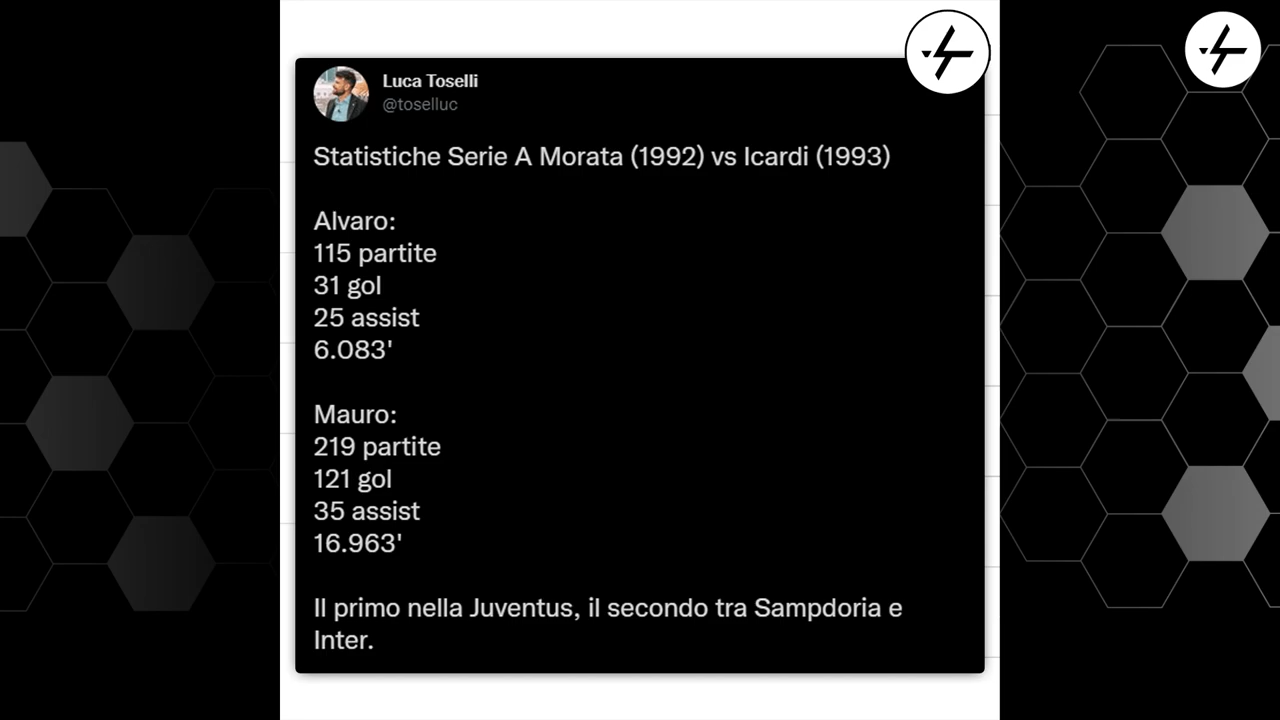 Luca Toselli
@toselluc
Statistiche Serie A Morata (1992) vs Icardi (1993)
Alvaro:
115 partite
31 gol
25 assist
6.083'
Mauro:
219 partite
121 gol
35 assist
16.963'
Il primo nella Juventus, il secondo tra Sampdoria e
Inter.